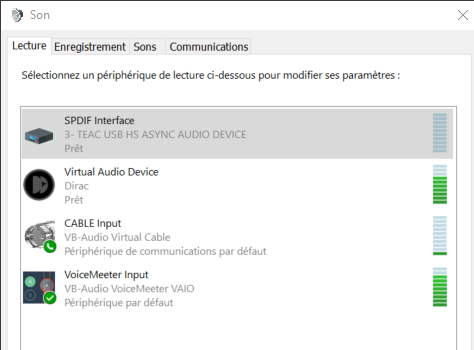 Son
Lecture Enregistrement Sons Communications
Sélectionnez un périphérique de lecture ci-dessous pour modifier ses paramètres :
SPDIF Interface
3- TEAC USB HS ASYNC AUDIO DEVICE
Prêt
Virtual Audio Device
Dirac
Prêt
CABLE Input
VB-Audio Virtual Cable
Périphérique de communications par défaut
VoiceMeeter Input
VB-Audio VoiceMeeter VAIO
Périphérique par défaut